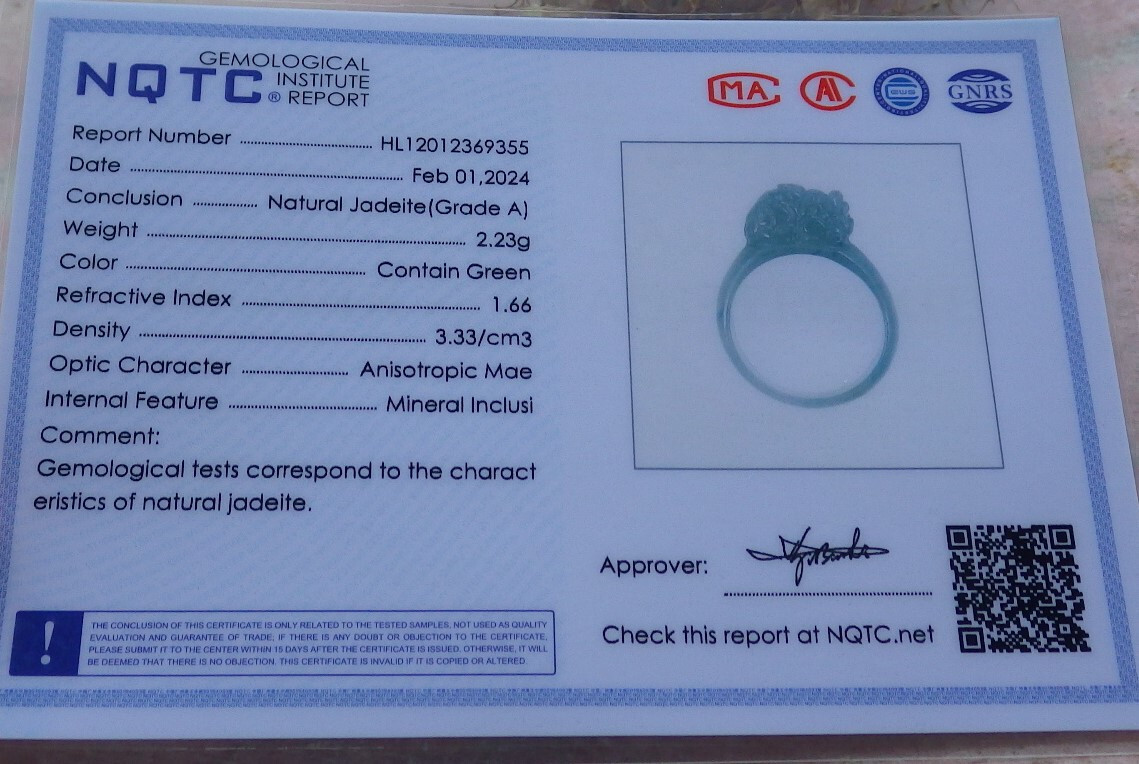 NQTC®
GEMOLOGICAL
INSTITUTE
REPORT
MA
GNRS
Report Number HL12012369355
Date Feb 01,2024
Conclusion Natural Jadeite(Grade A)
Weight 2.23g
Color Contain Green
Refractive Index 1.66
Density 3.33/cm3
Optic Character Anisotropic Mae
Internal Feature Mineral Inclusi
Comment:
Gemological tests correspond to the charact
eristics of natural jadeite.
Approver:
Check this report at NQTC.net
!
THE CONCLUSION OF THIS CERTIFICATE IS ONLY RELATED TO THE TESTED SAMPLES, NOT USED AS QUALITY
EVALUATION AND GUARANTEE OF TRADE; IF THERE IS ANY DOUBT OR OBJECTION TO THE CERTIFICATE,
PLEASE SUBMIT IT TO THE CENTER WITHIN 15 DAYS AFTER THE CERTIFICATE IS ISSUED. OTHERWISE, IT WILL
BE DEEMED THAT THERE IS NO OBJECTION. THIS CERTIFICATE IS INVALID IF IT IS COPIED OR ALTERED